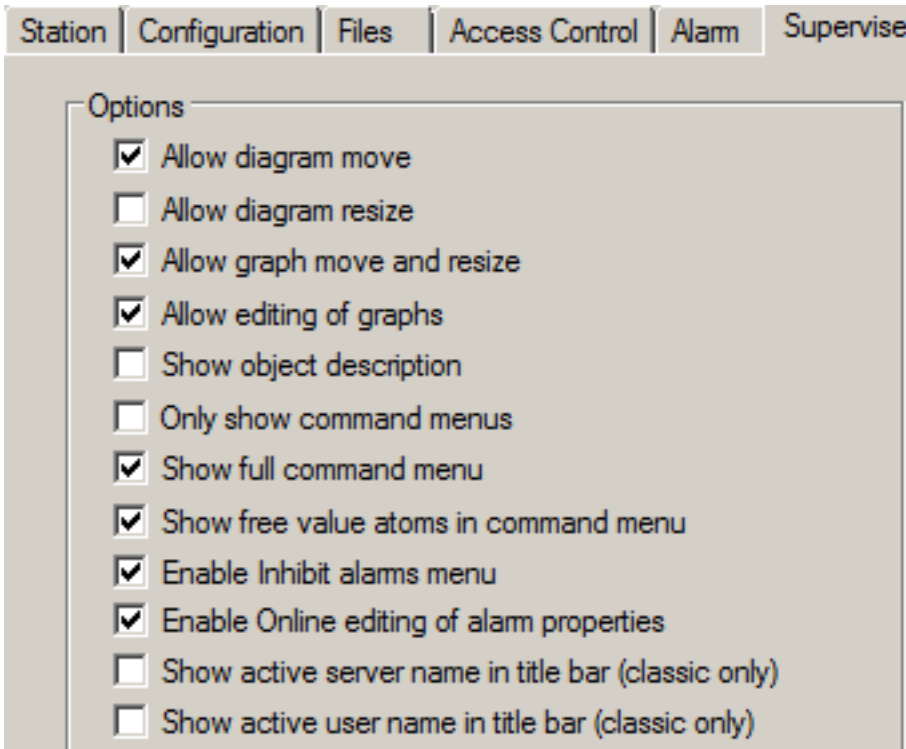 Station Configuration Files Access Control Alarm Supervise
Options
Allow diagram move
Allow diagram resize
Allow graph move and resize
Allow editing of graphs
Show object description
Only show command menus
Show full command menu
Show free value atoms in command menu
Enable Inhibit alarms menu
Enable Online editing of alarm properties
Show active server name in title bar (classic only)
Show active user name in title bar (classic only)